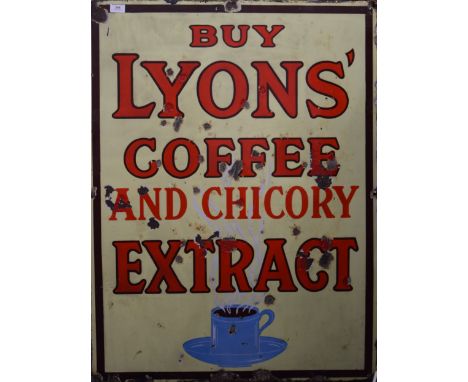 BUY
LYONS'
COFFEE
AND CHICORY
EXTRACT